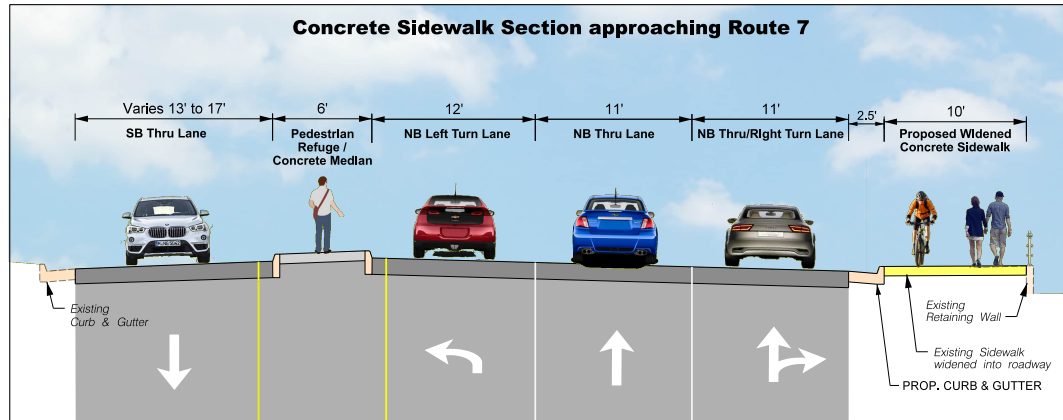 Concrete Sidewalk Section approaching Route 7
Varies 13' to 17'
SB Thru Lane
6'
Pedestrian
Refuge /
Concrete Median
12'
NB Left Turn Lane
11'
NB Thru Lane
11'
NB Thru/Right Turn Lane
2.5'
10'
Proposed Widened
Concrete Sidewalk
Existing
Curb & Gutter
Existing
Retaining Wall
Existing Sidewalk
widened into roadway
PROP. CURB & GUTTER